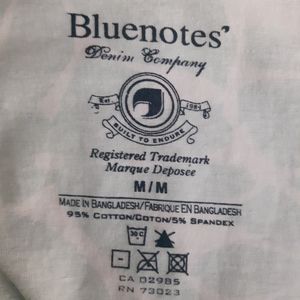 Bluenotes'
Denim Company
Est 1984
BUILT TO ENDURE
Registered Trademark
Marque Deposee
M/M
MADE IN BANGLADESH/FABRIQUE EN BANGLADESH
95% COTTON/COTON/5% SPANDEX
30 C
CA 02985
RN 73023